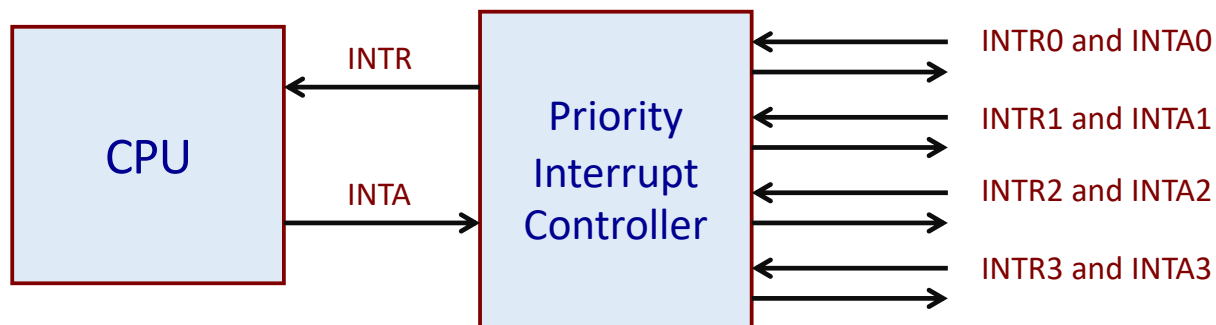 CPU
INTR
INTA
Priority
Interrupt
Controller
INTR0 and INTA0
INTR1 and INTA1
INTR2 and INTA2
INTR3 and INTA3